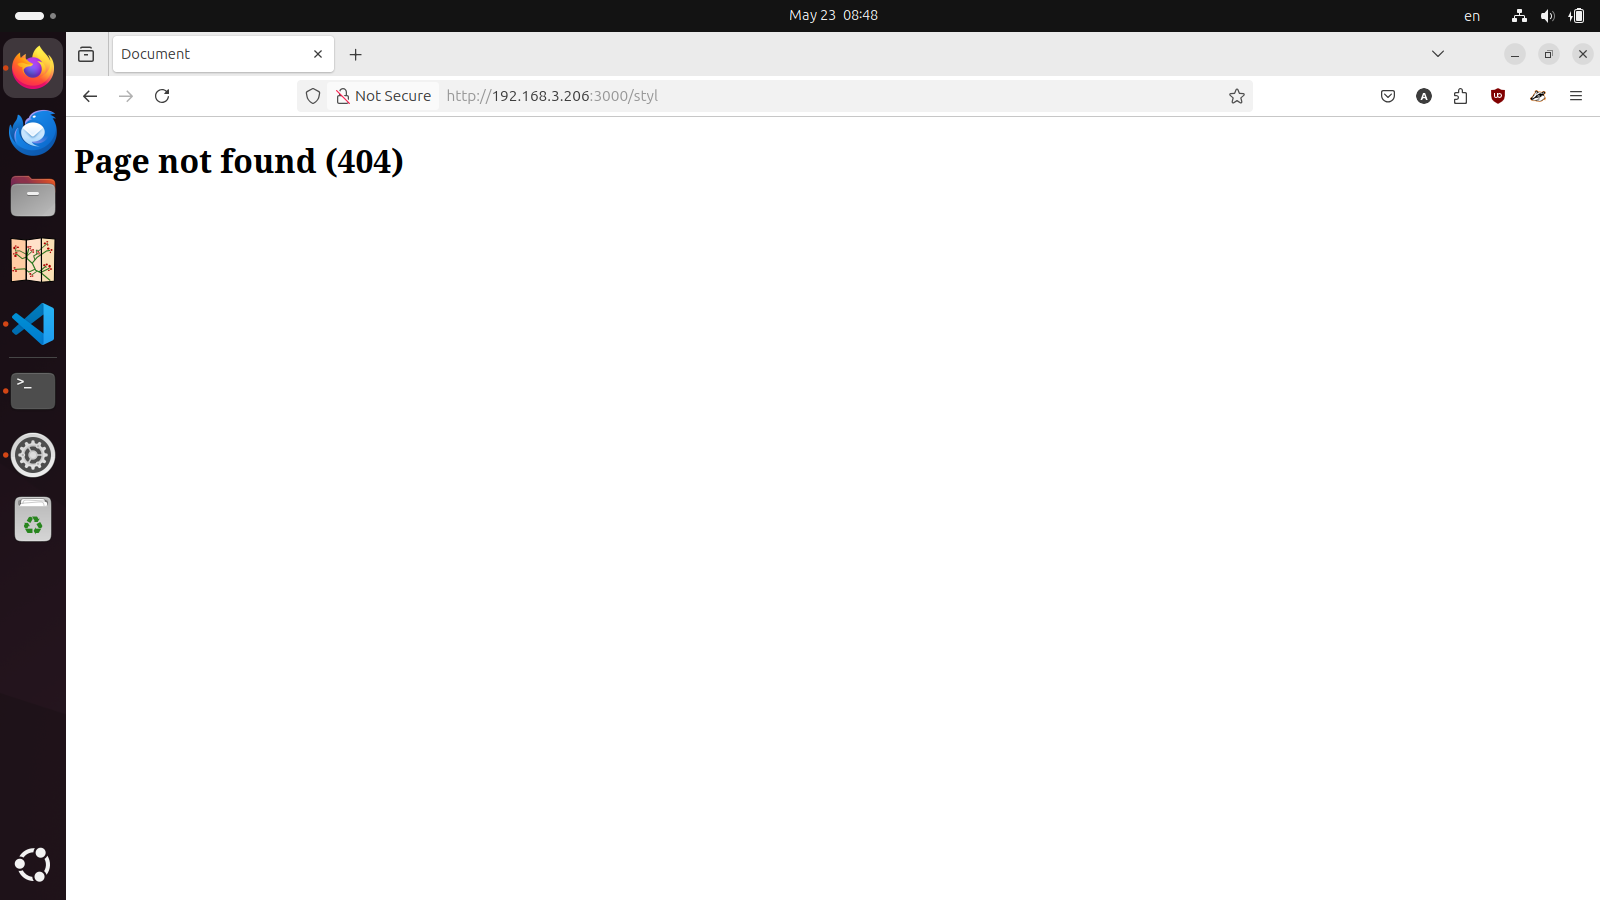 May 23 08:48
en
Document
Not Secure
http://192.168.3.206:3000/styl
Page not found (404)
>_